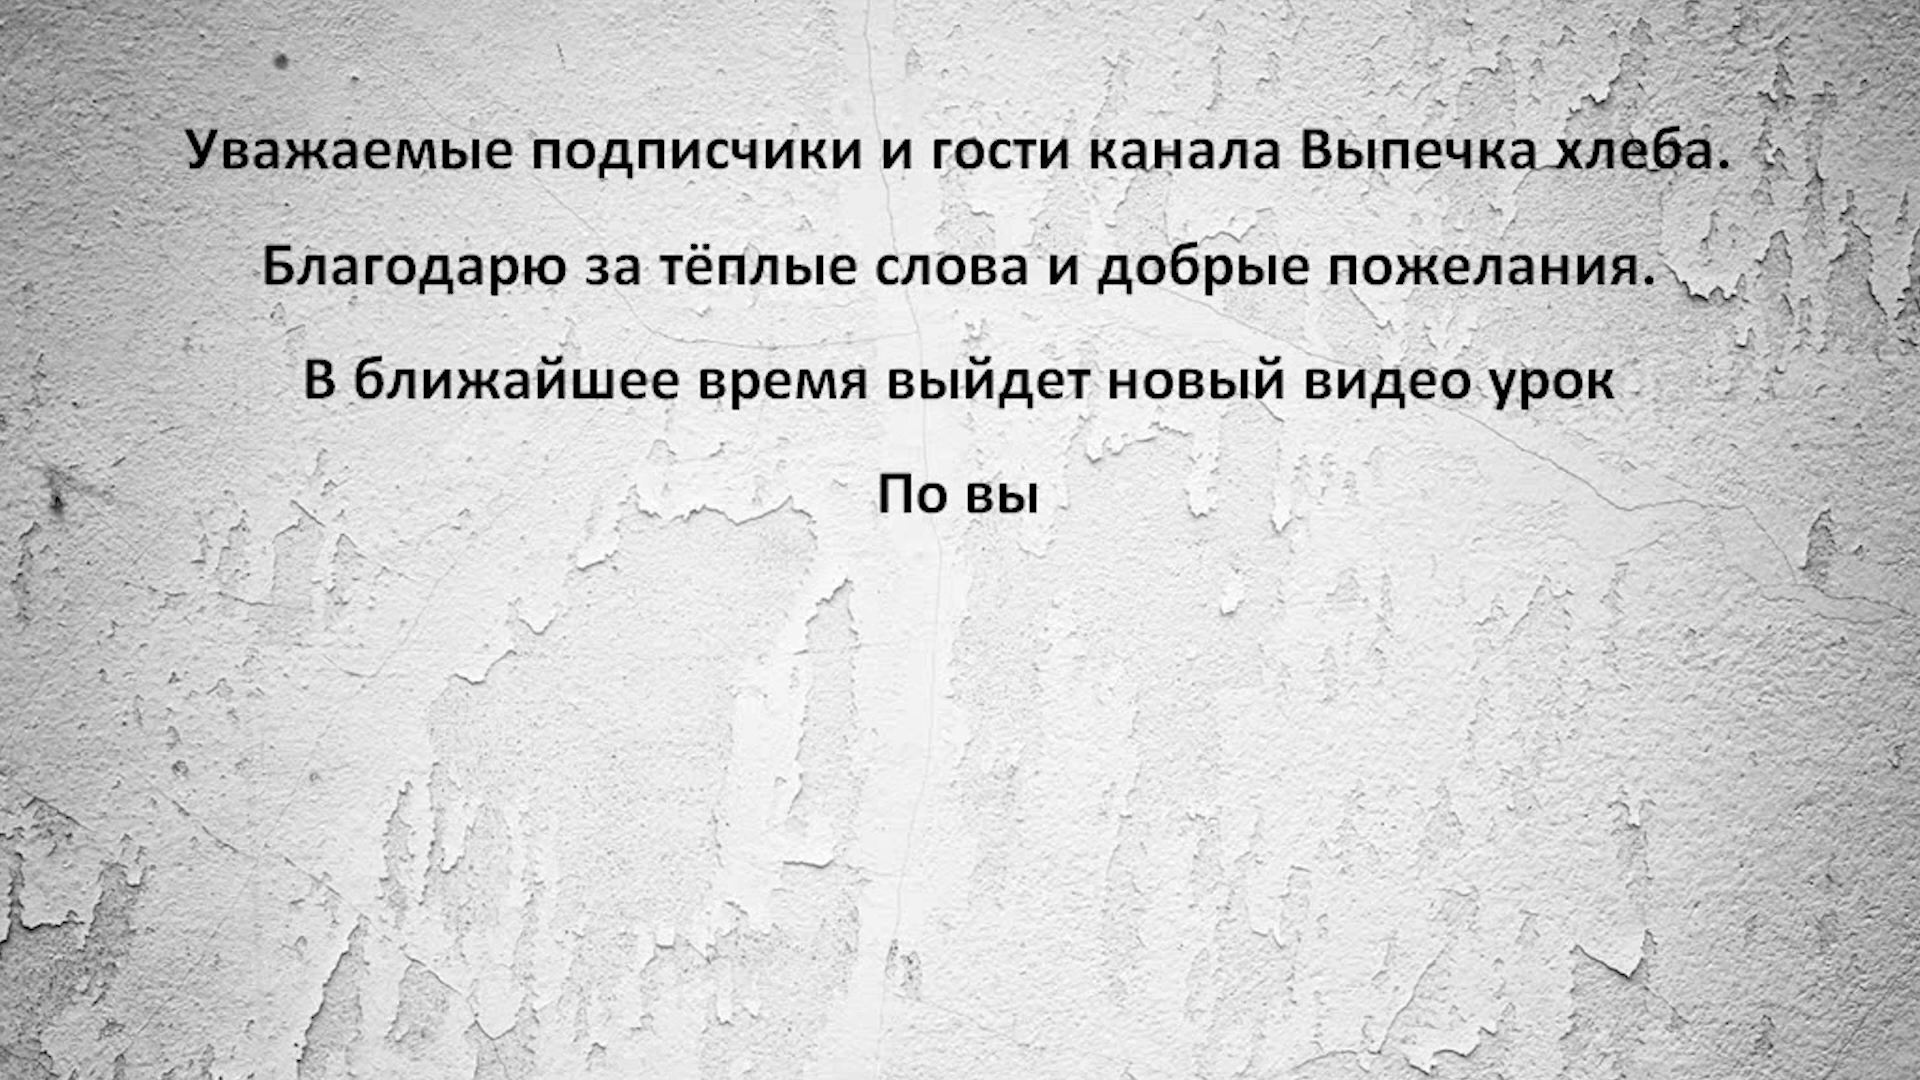 Уважаемые подписчики и гости канала Выпечка хлеба.
Благодарю за тёплые слова и добрые пожелания.
В ближайшее время выйдет новый видео урок
По вы